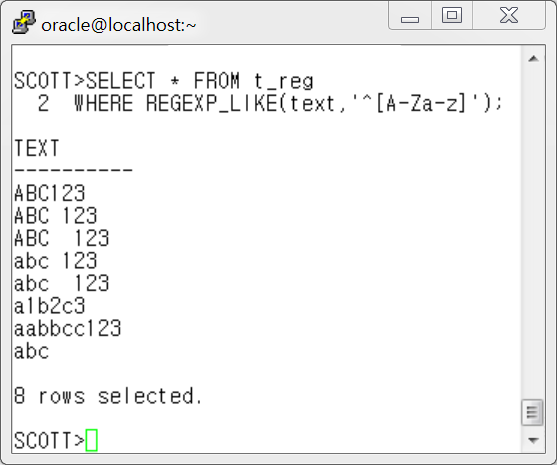 oracle@localhost:~
SCOTT>SELECT * FROM t_reg
  2  WHERE REGEXP_LIKE(text,'^[A-Za-z]');
TEXT
----------
ABC123
ABC 123
ABC  123
abc 123
abc  123
a1b2c3
aabbcc123
abc
8 rows selected.
SCOTT>